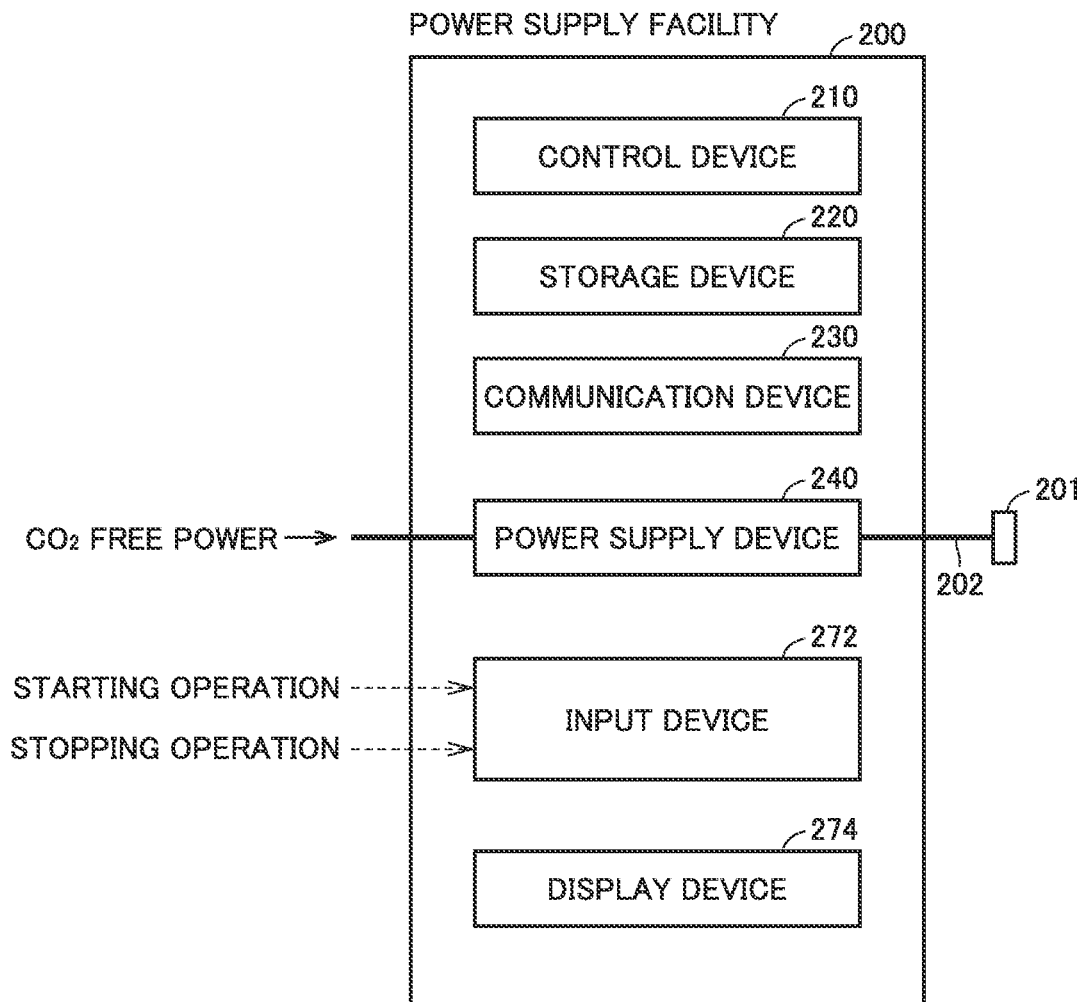 POWER SUPPLY FACILITY
200
210
CONTROL DEVICE
220
STORAGE DEVICE
230
COMMUNICATION DEVICE
240
201
CO₂ FREE POWER
POWER SUPPLY DEVICE
202
272
STARTING OPERATION
INPUT DEVICE
STOPPING OPERATION
274
DISPLAY DEVICE